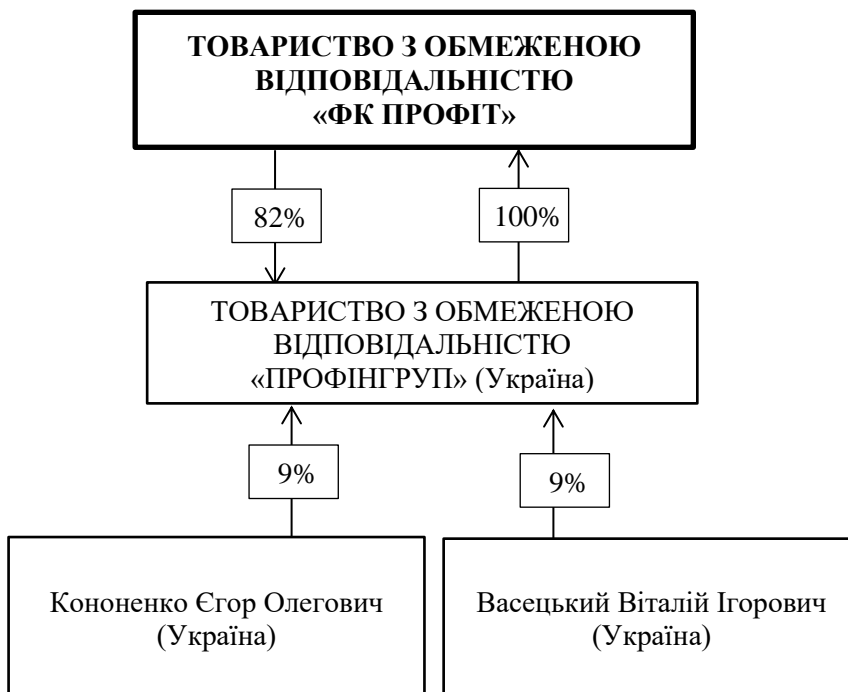 ТОВАРИСТВО З ОБМЕЖЕНОЮ
ВІДПОВІДАЛЬНІСТЮ
«ФК ПРОФІТ»
82%
100%
ТОВАРИСТВО З ОБМЕЖЕНОЮ
ВІДПОВІДАЛЬНІСТЮ
«ПРОФІНГРУП» (Україна)
9%
9%
Кононенко Єгор Олегович
(Україна)
Васецький Віталій Ігорович
(Україна)